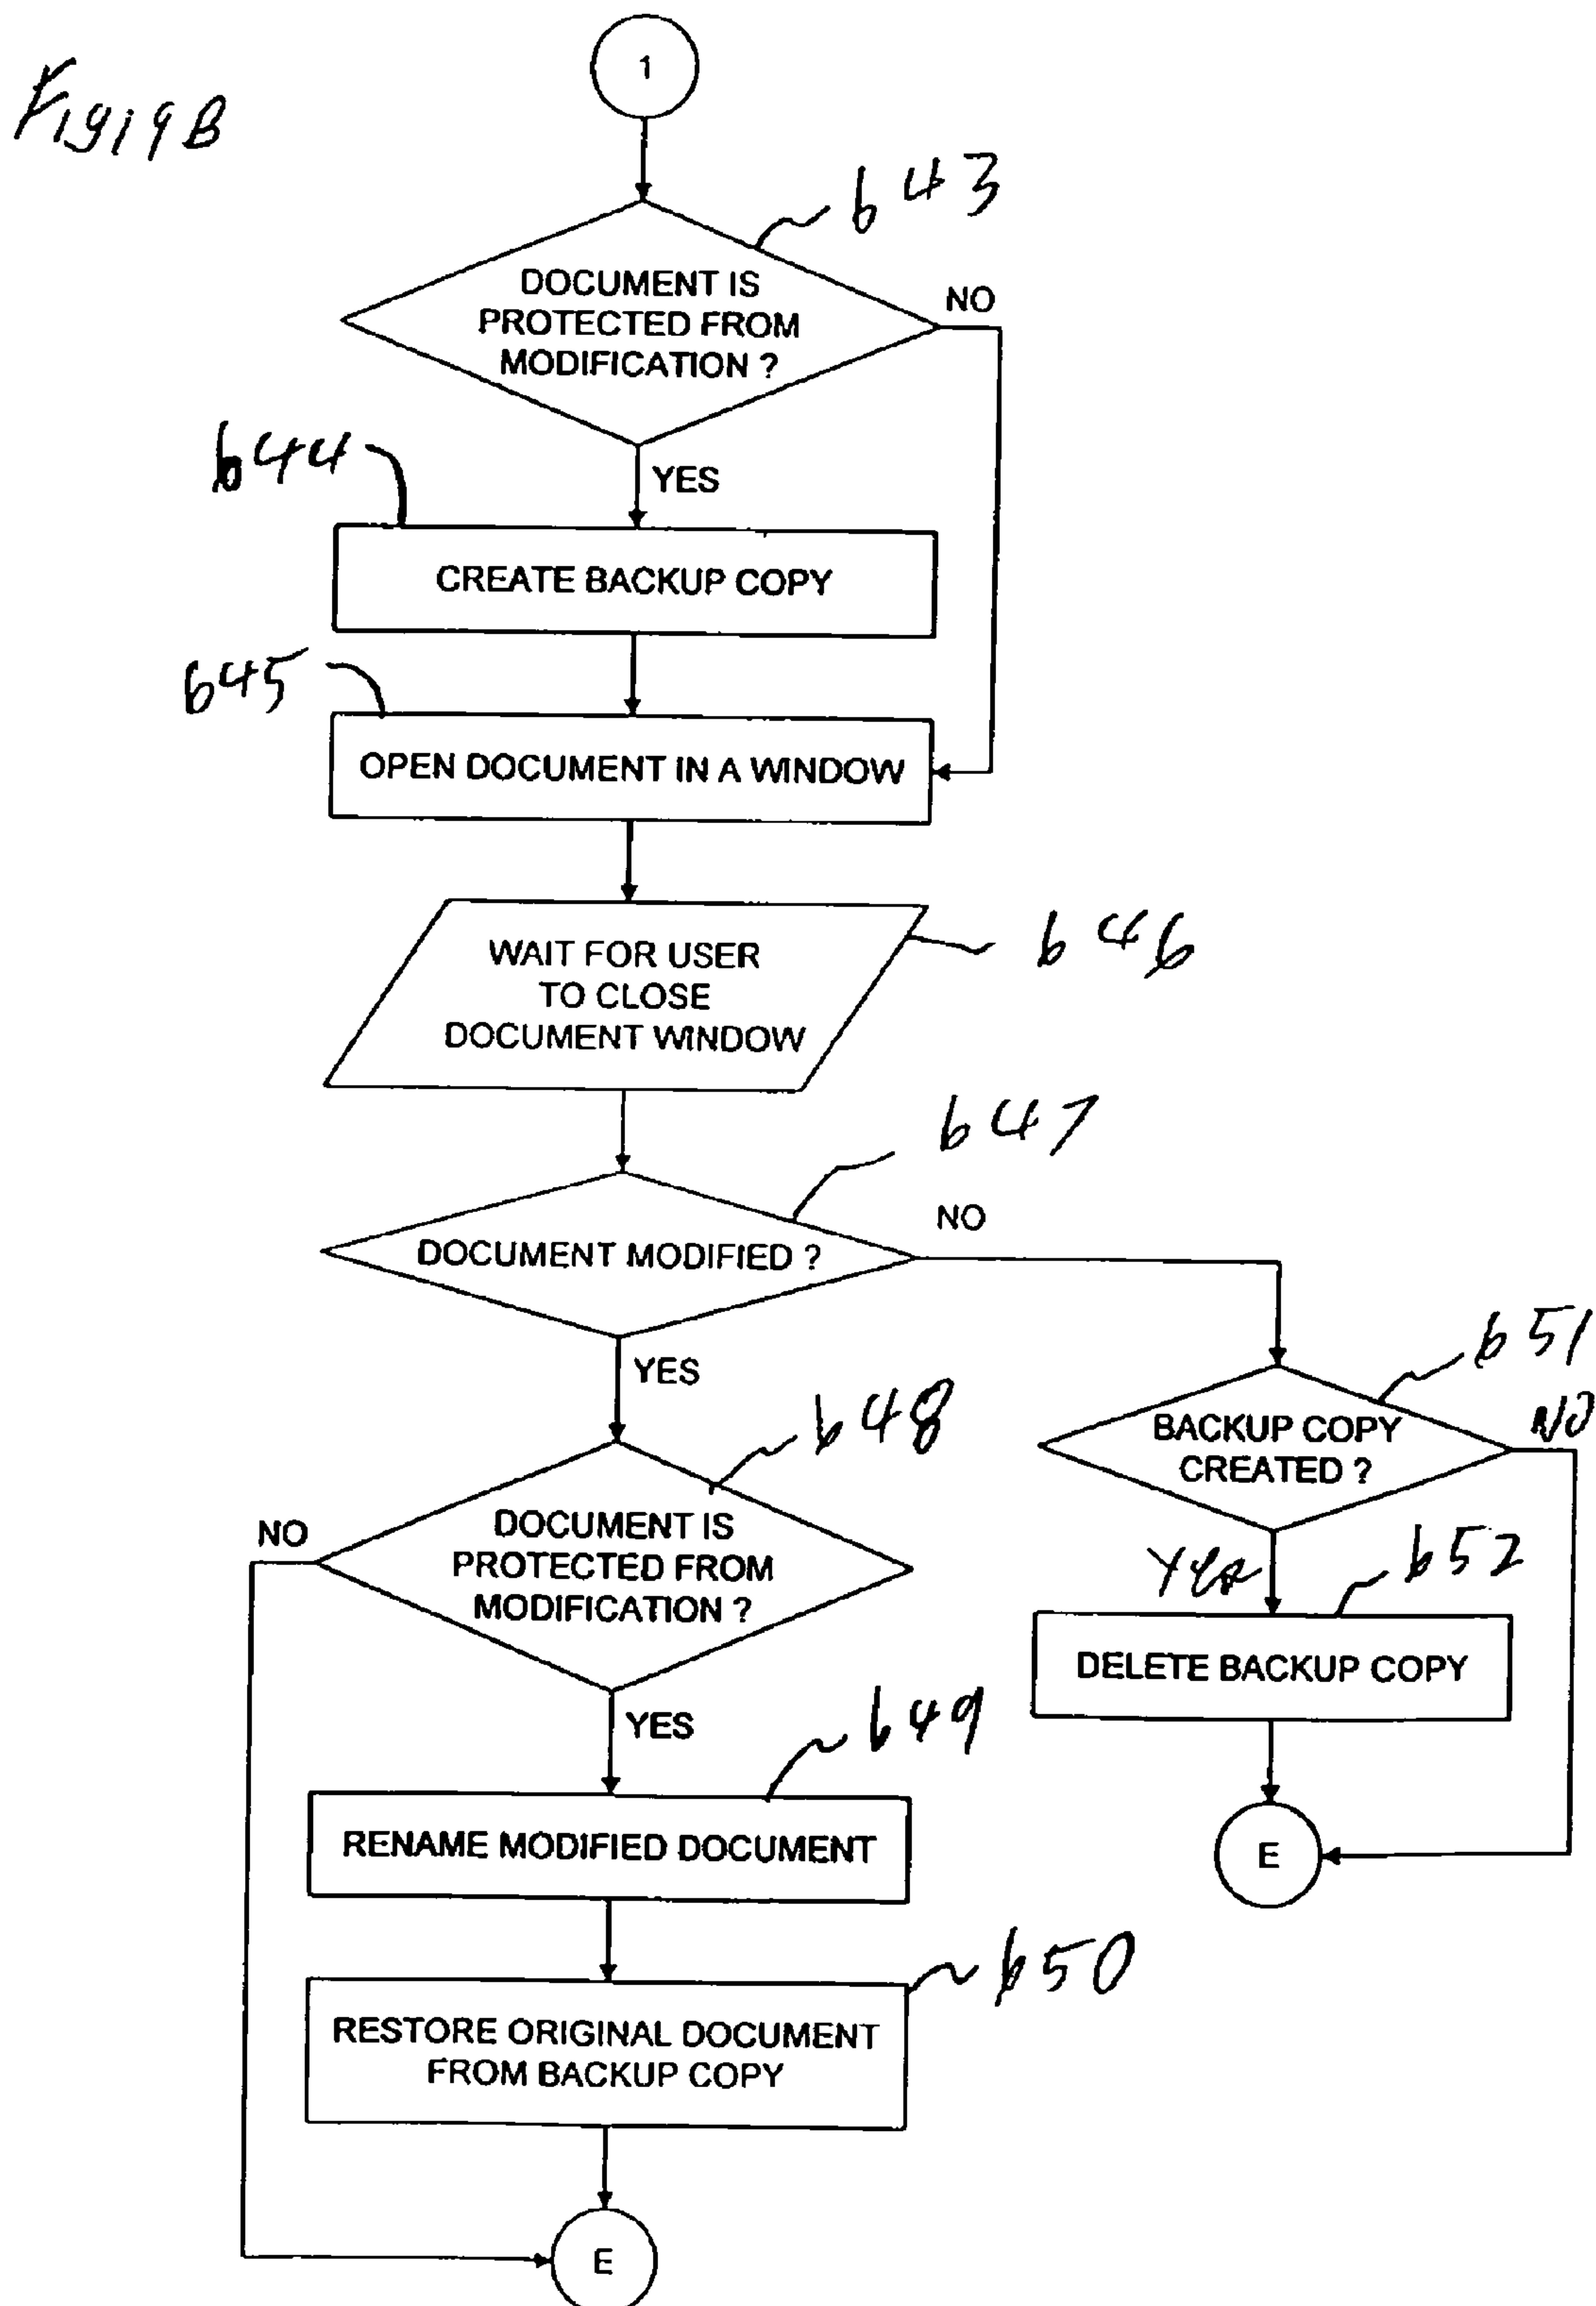 Fig19B
1
643
DOCUMENT IS
PROTECTED FROM
MODIFICATION ?
NO
644
YES
CREATE BACKUP COPY
645
OPEN DOCUMENT IN A WINDOW
WAIT FOR USER
TO CLOSE
DOCUMENT WINDOW
646
647
DOCUMENT MODIFIED ?
NO
YES
651
BACKUP COPY
CREATED ?
NO
648
DOCUMENT IS
PROTECTED FROM
MODIFICATION ?
NO
Yes
652
DELETE BACKUP COPY
YES
649
RENAME MODIFIED DOCUMENT
E
650
RESTORE ORIGINAL DOCUMENT
FROM BACKUP COPY
E